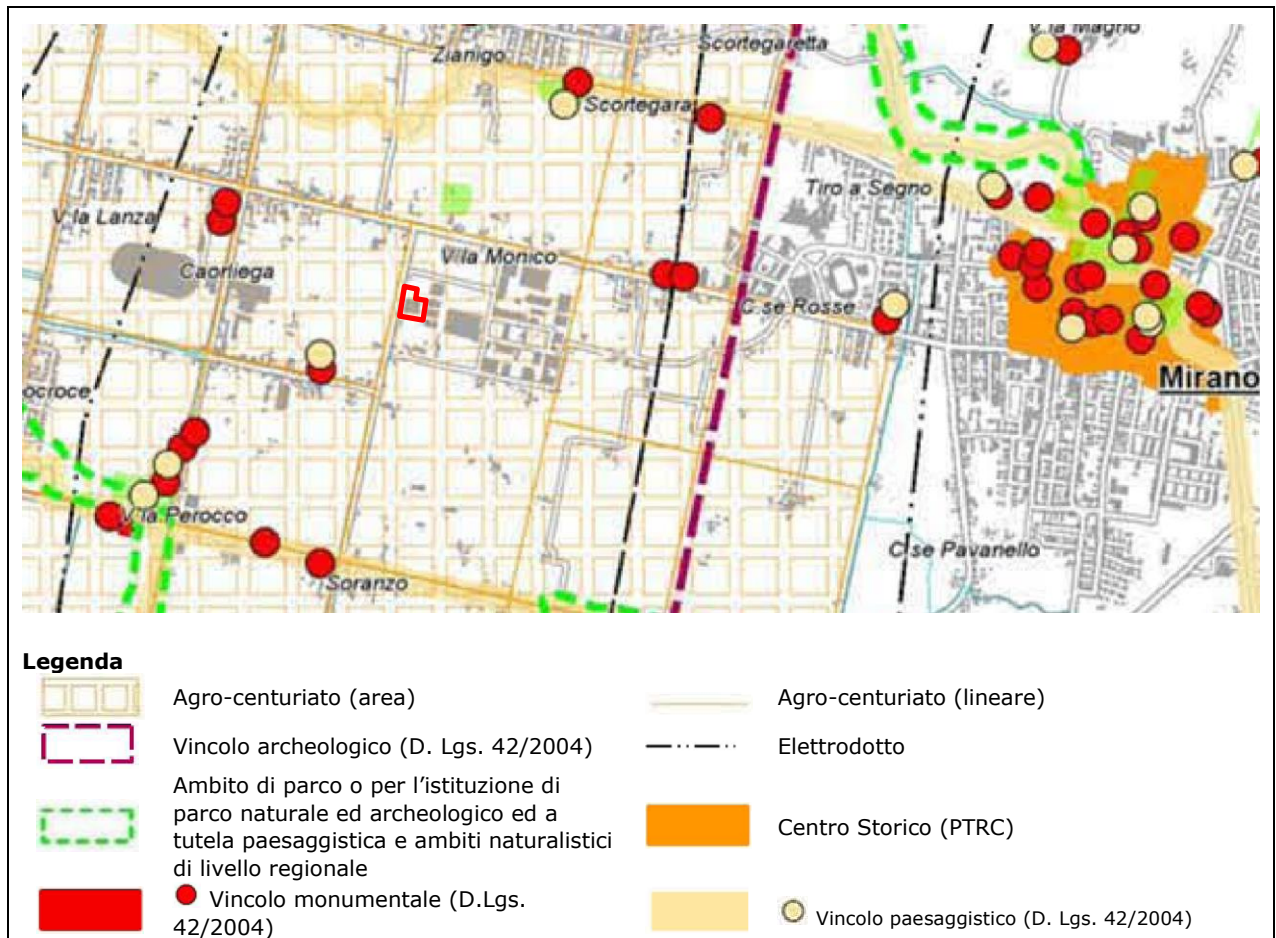 V.la Magno
Zianigo
Scortegaretta
Scortegara
Tiro a Segno
V.la Lanza
Caorliega
V.lla Monico
C.se Rosse
ocroce
Mirano
V.la Perocco
C.se Pavanello
Soranzo
Legenda
Agro-centuriato (area)
Agro-centuriato (lineare)
Vincolo archeologico (D. Lgs. 42/2004)
Elettrodotto
Ambito di parco o per l’istituzione di
parco naturale ed archeologico ed a
tutela paesaggistica e ambiti naturalistici
di livello regionale
Centro Storico (PTRC)
Vincolo monumentale (D.Lgs.
42/2004)
Vincolo paesaggistico (D. Lgs. 42/2004)